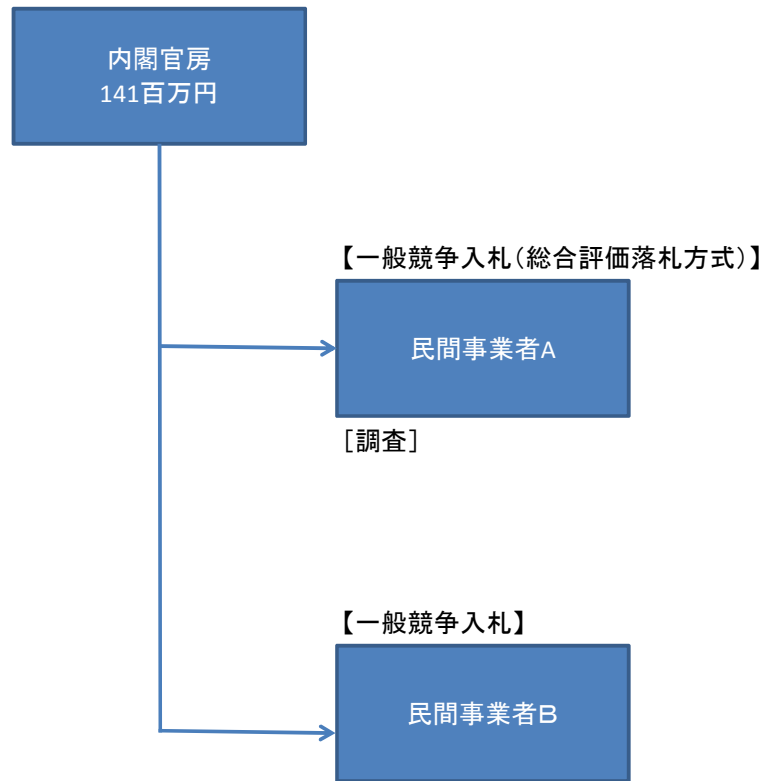 内閣官房
141百万円
【一般競争入札(総合評価落札方式)】
民間事業者A
[調査]
【一般競争入札】
民間事業者B